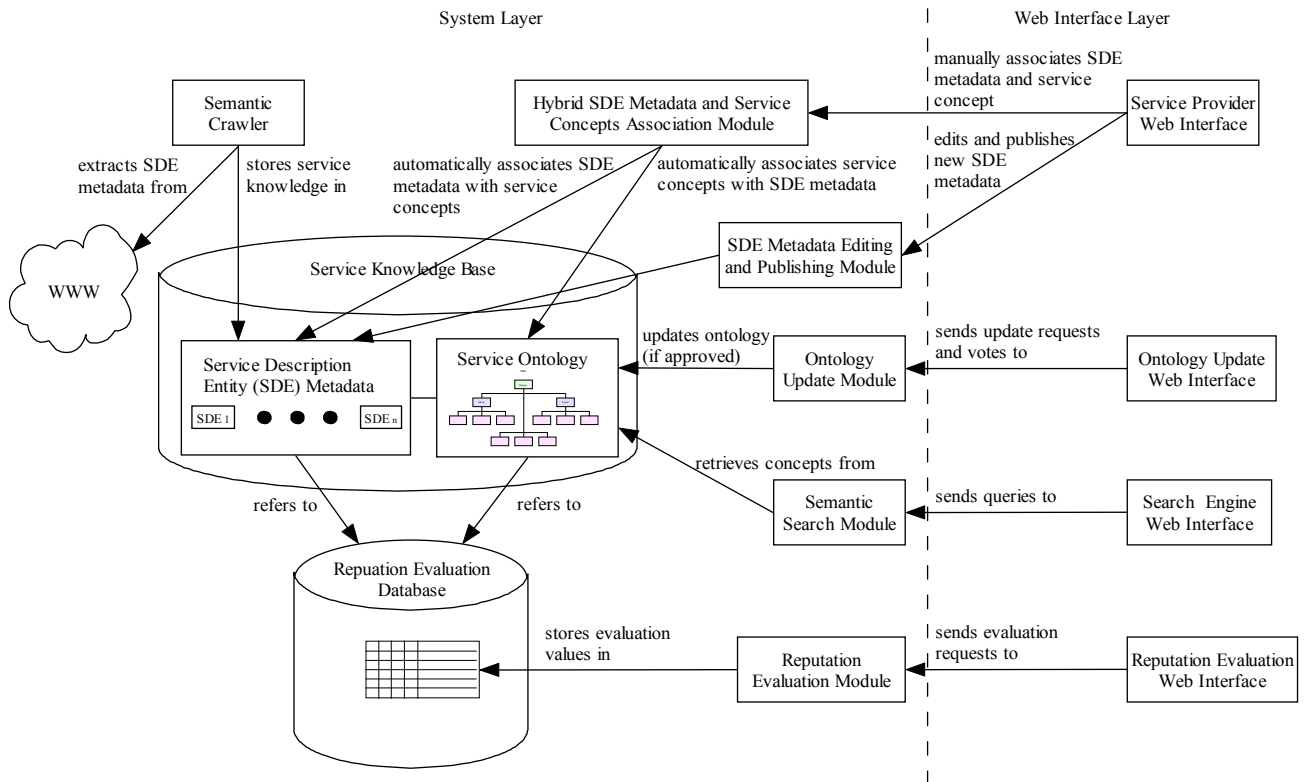 System Layer
Web Interface Layer
Semantic
Crawler
Hybrid SDE Metadata and Service
Concepts Association Module
manually associates SDE
metadata and service
concept
Service Provider
Web Interface
extracts SDE
metadata from
stores service
knowledge in
automatically associates SDE
metadata with service
concepts
automatically associates service
concepts with SDE metadata
edits and publishes
new SDE
metadata
WWW
Service Knowledge Base
SDE Metadata Editing
and Publishing Module
Service Description
Entity (SDE) Metadata
SDE 1
SDE n
Service Ontology
updates ontology
(if approved)
Ontology
Update Module
sends update requests
and votes to
Ontology Update
Web Interface
retrieves concepts from
Semantic
Search Module
sends queries to
Search Engine
Web Interface
refers to
refers to
Repuation Evaluation
Database
stores evaluation
values in
Reputation
Evaluation Module
sends evaluation
requests to
Reputation Evaluation
Web Interface